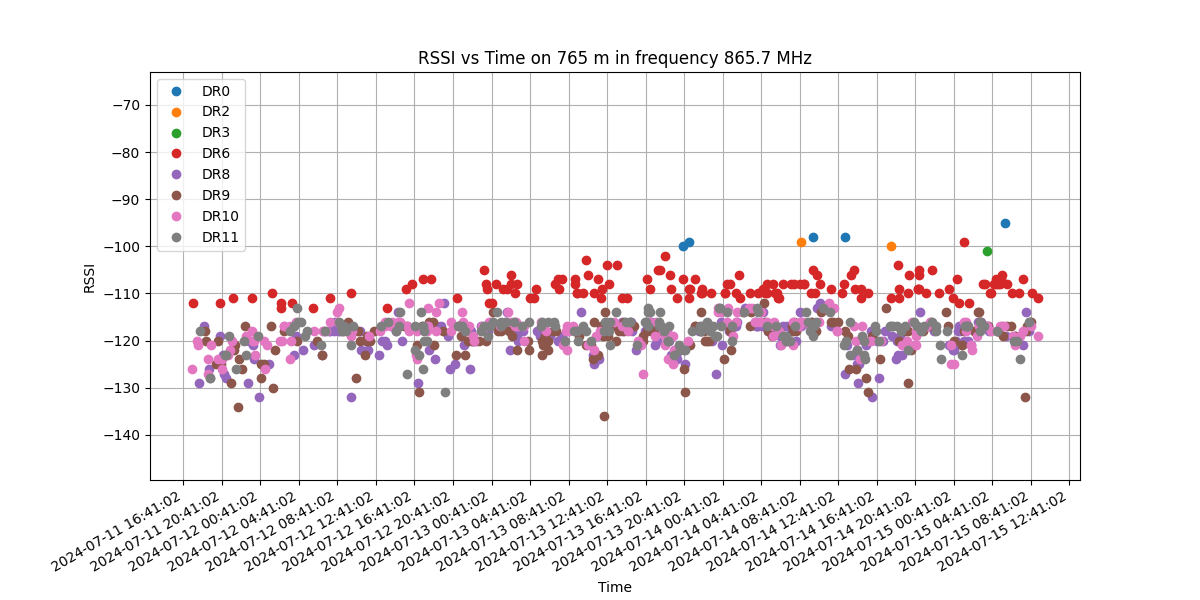 RSSI vs Time on 765 m in frequency 865.7 MHz
DR0
DR2
DR3
DR6
DR8
DR9
DR10
DR11
−70
−80
−90
−100
−110
−120
−130
−140
RSSI
2024-07-11 16:41:02
2024-07-11 20:41:02
2024-07-12 00:41:02
2024-07-12 04:41:02
2024-07-12 08:41:02
2024-07-12 12:41:02
2024-07-12 16:41:02
2024-07-12 20:41:02
2024-07-13 00:41:02
2024-07-13 04:41:02
2024-07-13 08:41:02
2024-07-13 12:41:02
2024-07-13 16:41:02
2024-07-13 20:41:02
2024-07-14 00:41:02
2024-07-14 04:41:02
2024-07-14 08:41:02
2024-07-14 12:41:02
2024-07-14 16:41:02
2024-07-14 20:41:02
2024-07-15 00:41:02
2024-07-15 04:41:02
2024-07-15 08:41:02
2024-07-15 12:41:02
Time